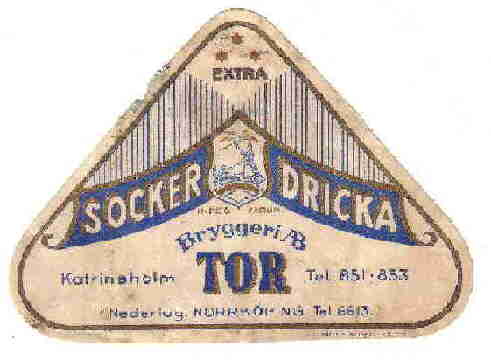 EXTRA
SOCKER DRICKA
Bryggeri AB
Katrineholm TOR Tel. 851-853
Nederlag. NORRKÖPING. Tel. 6613.